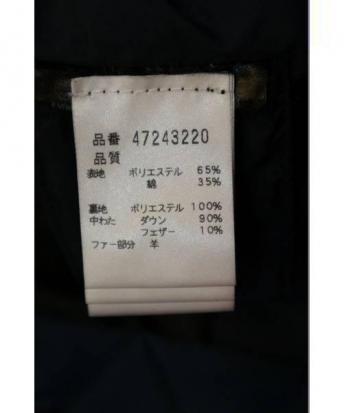 品番 47243220
品質
表地 ポリエステル 65%
綿 35%
裏地 ポリエステル 100%
中わた ダウン 90%
フェザー 10%
ファー部分 羊